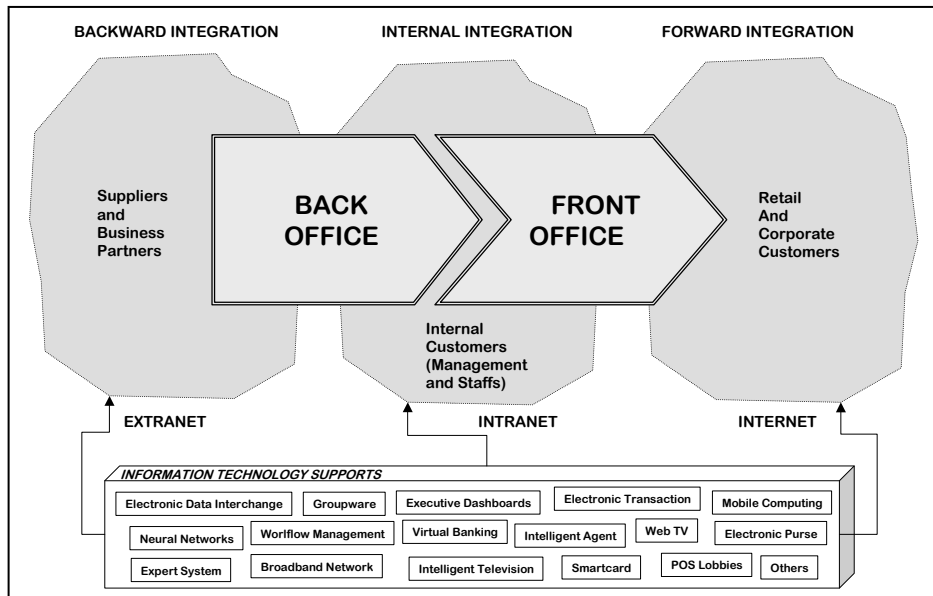 BACKWARD INTEGRATION
INTERNAL INTEGRATION
FORWARD INTEGRATION
Suppliers
and
Business
Partners
BACK
OFFICE
FRONT
OFFICE
Retail
And
Corporate
Customers
Internal
Customers
(Management
and Staffs)
EXTRANET
INTRANET
INTERNET
INFORMATION TECHNOLOGY SUPPORTS
Electronic Data Interchange
Groupware
Executive Dashboards
Electronic Transaction
Mobile Computing
Neural Networks
Worlflow Management
Virtual Banking
Intelligent Agent
Web TV
Electronic Purse
Expert System
Broadband Network
Intelligent Television
Smartcard
POS Lobbies
Others